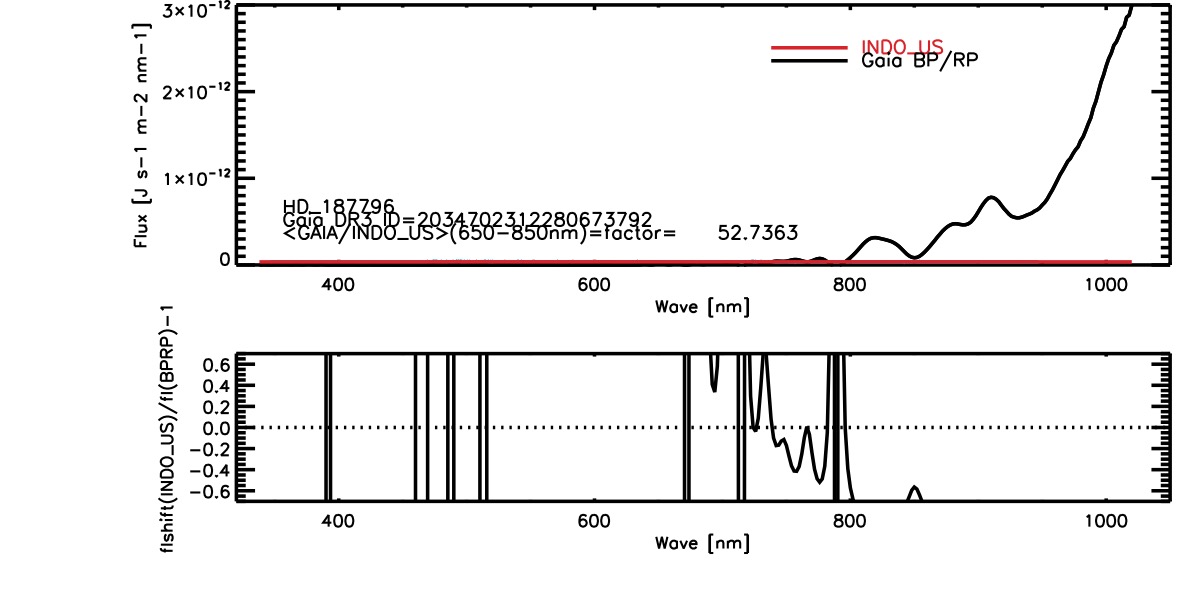 3×10−12
2×10−12
1×10−12
0
Flux [J s−1 m−2 nm−1]
INDO_US
Gaia BP/RP
HD_187796
Gaia DR3 ID=2034702312280673792
<GAIA/INDO_US>(650−850nm)=factor= 52.7363
400 600 800 1000
Wave [nm]
flshift(INDO_US)/fl(BPRP)−1
0.6
0.4
0.2
0.0
−0.2
−0.4
−0.6
400 600 800 1000
Wave [nm]